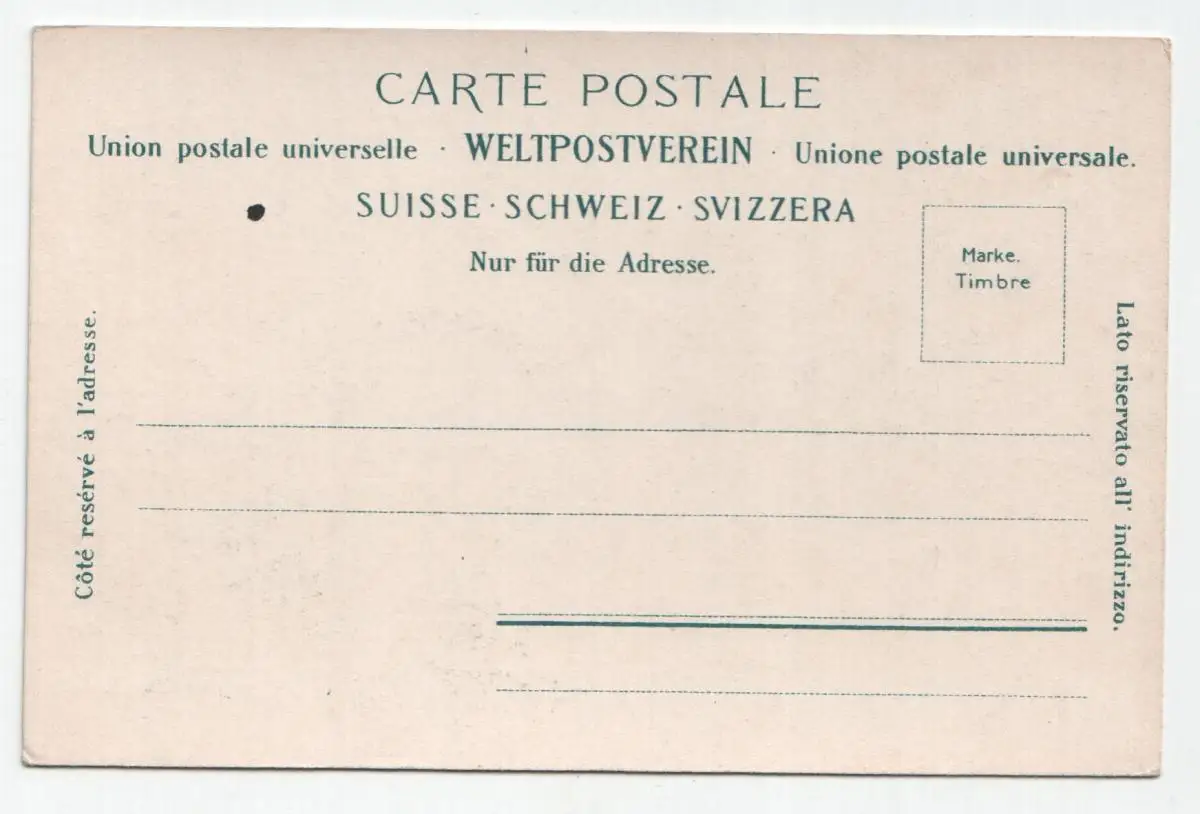 CARTE POSTALE
Union postale universelle · WELTPOSTVEREIN · Unione postale universale.
SUISSE · SCHWEIZ · SVIZZERA
Nur für die Adresse.
Marke.
Timbre
Côté resérvé à l'adresse.
Lato riservato all' indirizzo.